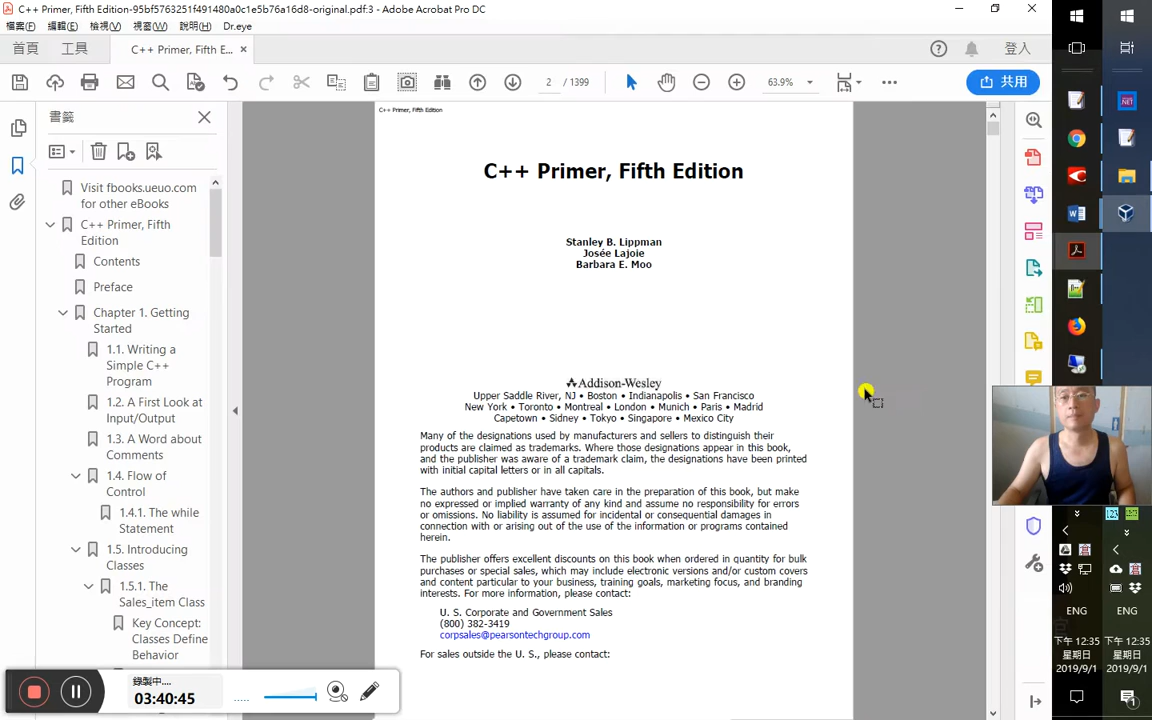 C++ Primer, Fifth Edition-95bf5763251f491480a0c1e5b76a16d8-original.pdf:3 - Adobe Acrobat Pro DC
檔案(F) 編輯(E) 檢視(V) 視窗(W) 說明(H) Dr.eye
首頁 工具 C++ Primer, Fifth E... × 登入
2 / 1399 63.9% 共用
書籤
Visit fbooks.ueuo.com
for other eBooks
C++ Primer, Fifth
Edition
Contents
Preface
Chapter 1. Getting
Started
1.1. Writing a
Simple C++
Program
1.2. A First Look at
Input/Output
1.3. A Word about
Comments
1.4. Flow of
Control
1.4.1. The while
Statement
1.5. Introducing
Classes
1.5.1. The
Sales_item Class
Key Concept:
Classes Define
Behavior
C++ Primer, Fifth Edition
C++ Primer, Fifth Edition
Stanley B. Lippman
Josée Lajoie
Barbara E. Moo
Addison-Wesley
Upper Saddle River, NJ • Boston • Indianapolis • San Francisco
New York • Toronto • Montreal • London • Munich • Paris • Madrid
Capetown • Sidney • Tokyo • Singapore • Mexico City
Many of the designations used by manufacturers and sellers to distinguish their
products are claimed as trademarks. Where those designations appear in this book,
and the publisher was aware of a trademark claim, the designations have been printed
with initial capital letters or in all capitals.
The authors and publisher have taken care in the preparation of this book, but make
no expressed or implied warranty of any kind and assume no responsibility for errors
or omissions. No liability is assumed for incidental or consequential damages in
connection with or arising out of the use of the information or programs contained
herein.
The publisher offers excellent discounts on this book when ordered in quantity for bulk
purchases or special sales, which may include electronic versions and/or custom covers
and content particular to your business, training goals, marketing focus, and branding
interests. For more information, please contact:
U. S. Corporate and Government Sales
(800) 382-3419
corpsales@pearsontechgroup.com
For sales outside the U. S., please contact:
錄製中....
03:40:45
ENG ENG
下午 12:35 下午 12:35
星期日 星期日
2019/9/1 2019/9/1